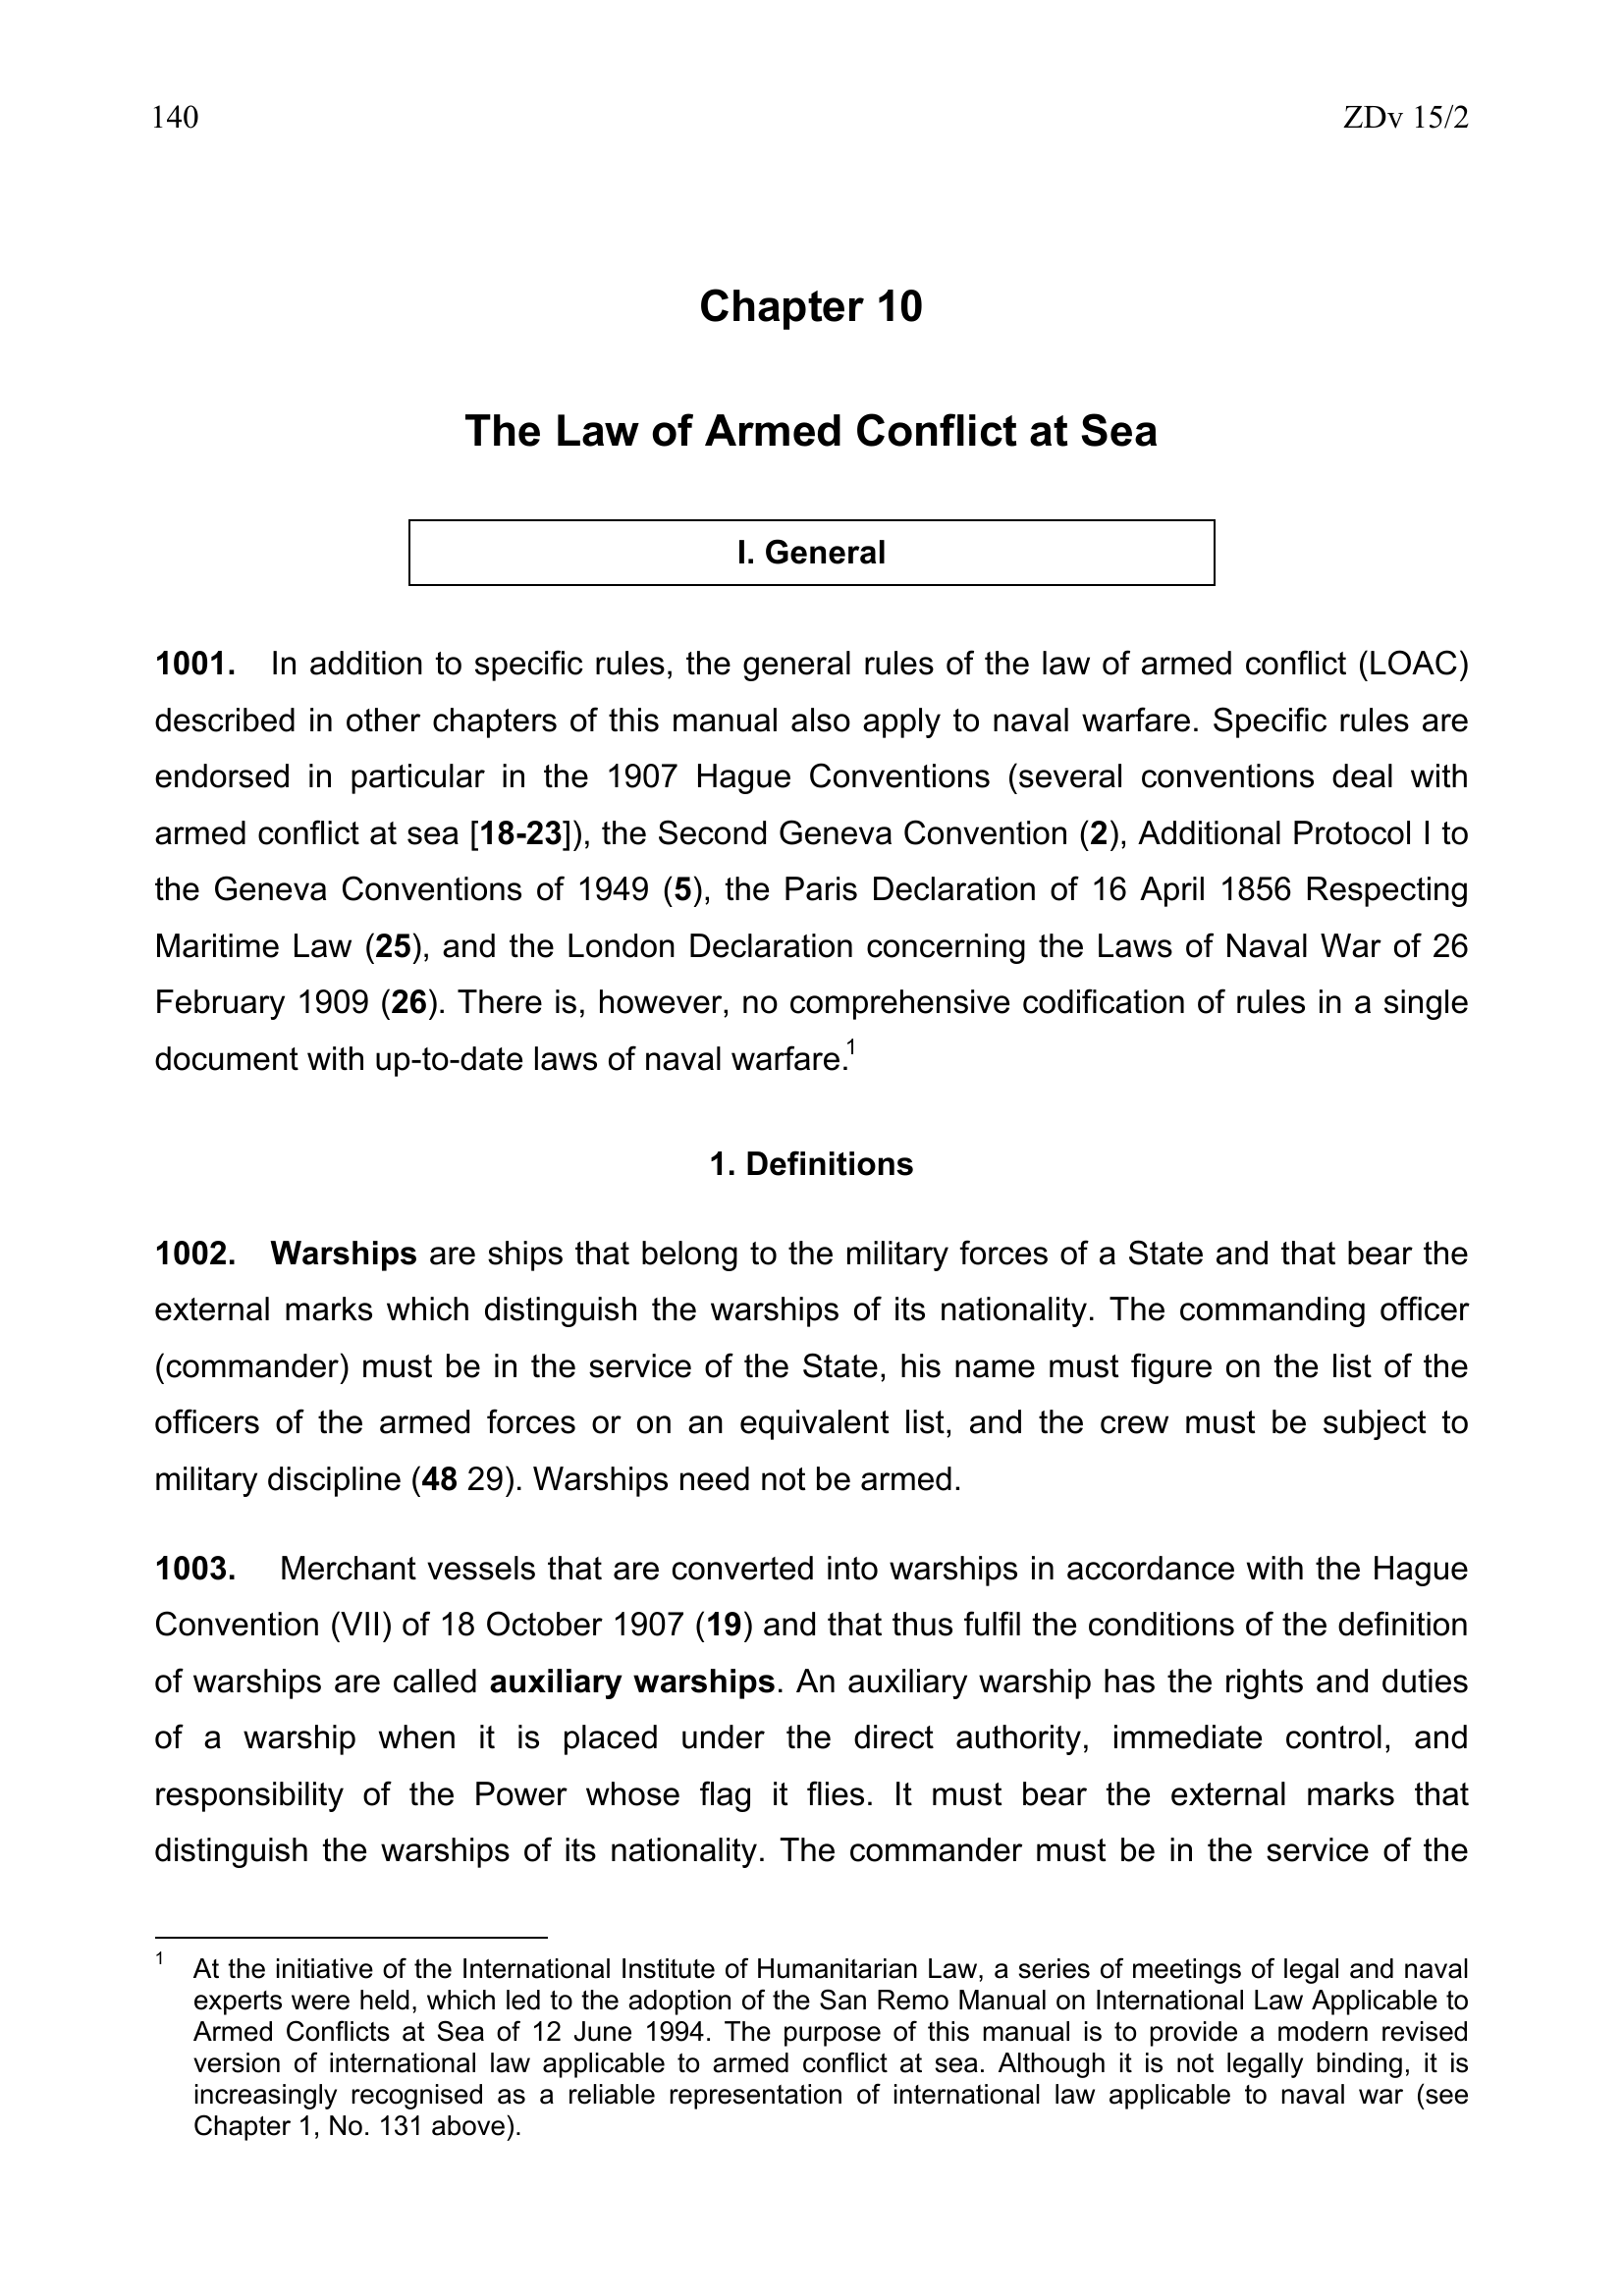 140 ZDv 15/2
Chapter 10
The Law of Armed Conflict at Sea
I. General
1001. In addition to specific rules, the general rules of the law of armed conflict (LOAC)
described in other chapters of this manual also apply to naval warfare. Specific rules are
endorsed in particular in the 1907 Hague Conventions (several conventions deal with
armed conflict at sea [18-23]), the Second Geneva Convention (2), Additional Protocol I to
the Geneva Conventions of 1949 (5), the Paris Declaration of 16 April 1856 Respecting
Maritime Law (25), and the London Declaration concerning the Laws of Naval War of 26
February 1909 (26). There is, however, no comprehensive codification of rules in a single
document with up-to-date laws of naval warfare.1
1. Definitions
1002. Warships are ships that belong to the military forces of a State and that bear the
external marks which distinguish the warships of its nationality. The commanding officer
(commander) must be in the service of the State, his name must figure on the list of the
officers of the armed forces or on an equivalent list, and the crew must be subject to
military discipline (48 29). Warships need not be armed.
1003. Merchant vessels that are converted into warships in accordance with the Hague
Convention (VII) of 18 October 1907 (19) and that thus fulfil the conditions of the definition
of warships are called auxiliary warships. An auxiliary warship has the rights and duties
of a warship when it is placed under the direct authority, immediate control, and
responsibility of the Power whose flag it flies. It must bear the external marks that
distinguish the warships of its nationality. The commander must be in the service of the
1 At the initiative of the International Institute of Humanitarian Law, a series of meetings of legal and naval
experts were held, which led to the adoption of the San Remo Manual on International Law Applicable to
Armed Conflicts at Sea of 12 June 1994. The purpose of this manual is to provide a modern revised
version of international law applicable to armed conflict at sea. Although it is not legally binding, it is
increasingly recognised as a reliable representation of international law applicable to naval war (see
Chapter 1, No. 131 above).